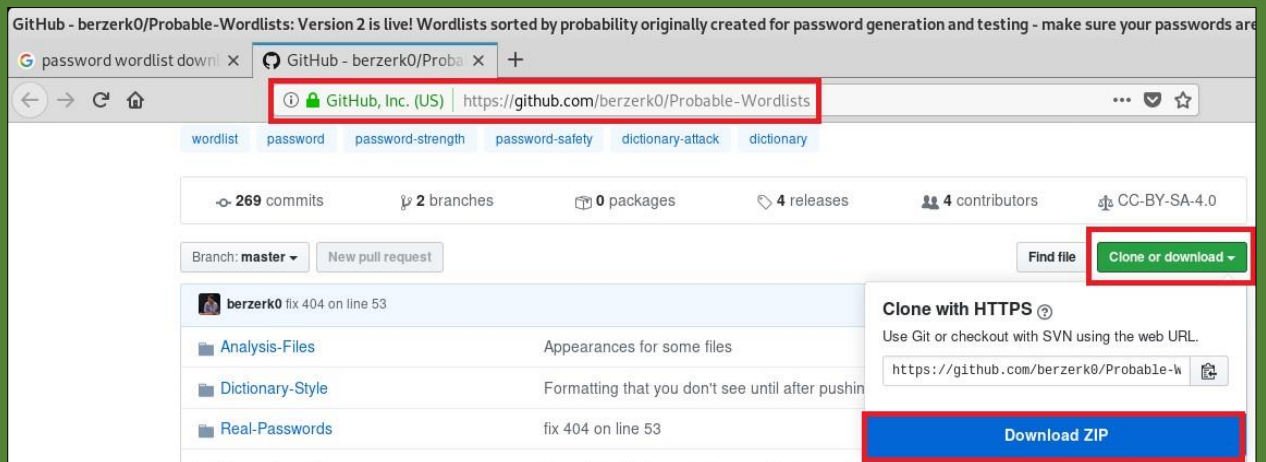 GitHub - berzerk0/Probable-Wordlists: Version 2 is live! Wordlists sorted by probability originally created for password generation and testing - make sure your passwords are
password wordlist down
GitHub - berzerk0/Proba
GitHub, Inc. (US) https://github.com/berzerk0/Probable-Wordlists
wordlist password password-strength password-safety dictionary-attack dictionary
269 commits 2 branches 0 packages 4 releases 4 contributors CC-BY-SA-4.0
Branch: master New pull request Find file Clone or download
berzerk0 fix 404 on line 53
Analysis-Files Appearances for some files
Dictionary-Style Formatting that you don't see until after pushin
Real-Passwords fix 404 on line 53
Clone with HTTPS
Use Git or checkout with SVN using the web URL.
https://github.com/berzerk0/Probable-W
Download ZIP